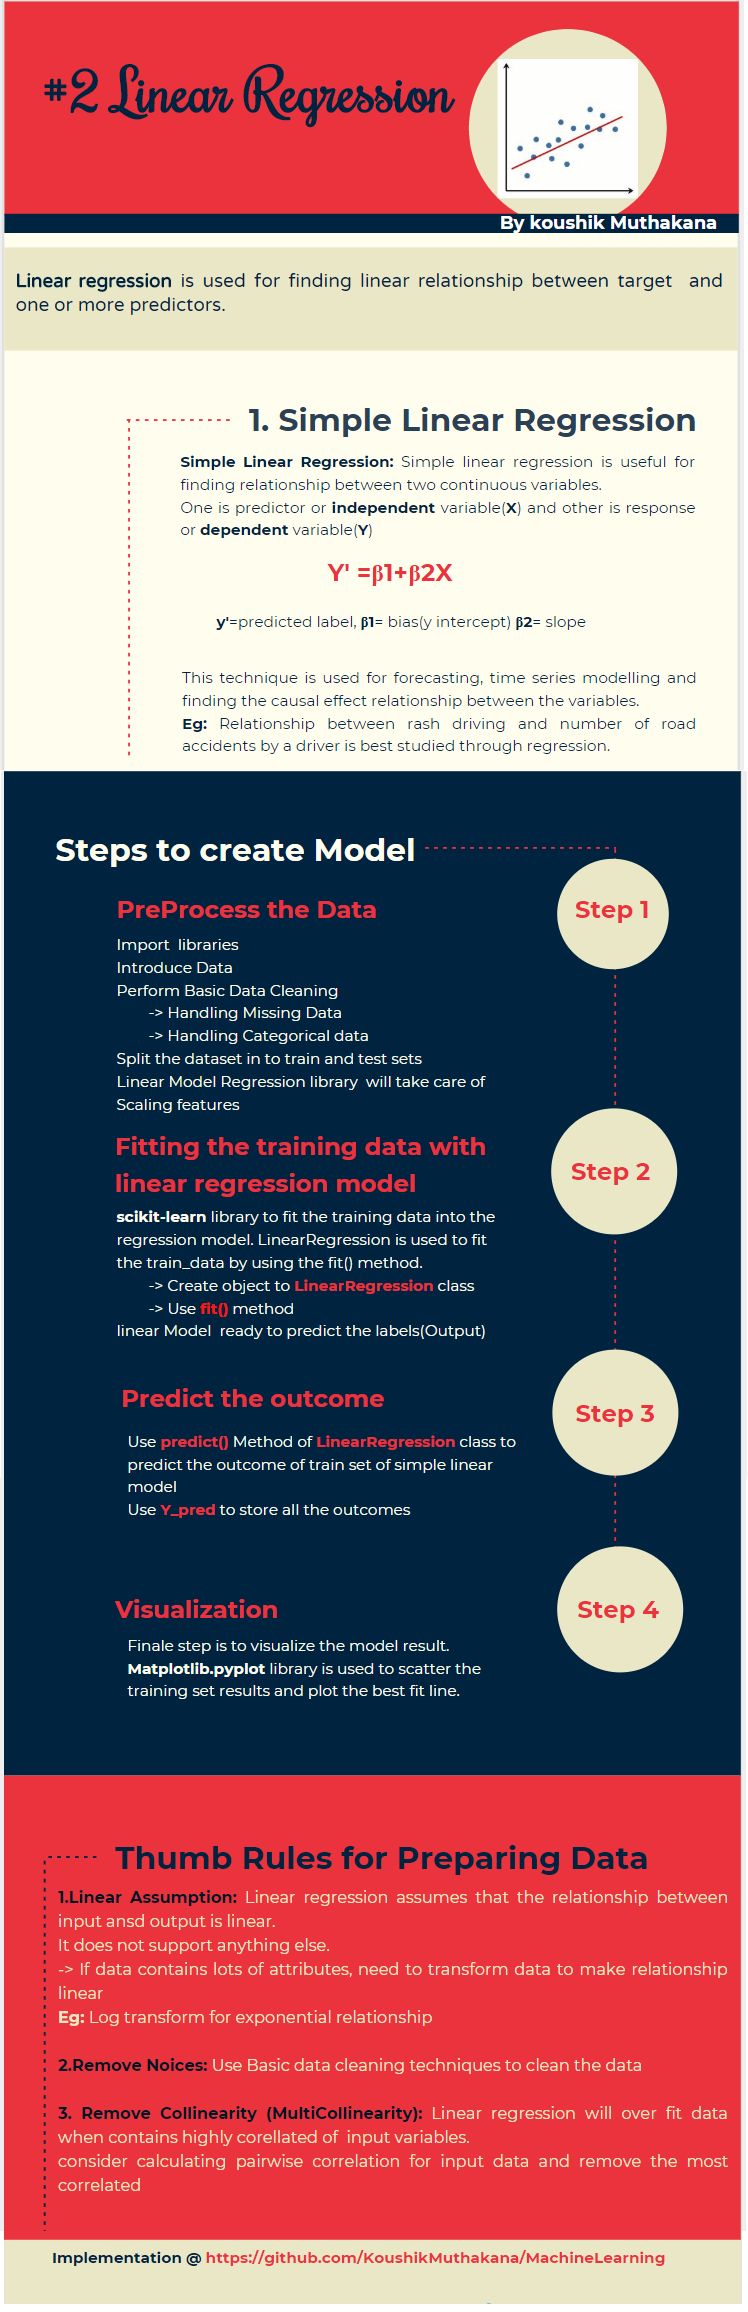 #2 Linear Regression
By koushik Muthakana
Linear regression is used for finding linear relationship between target and
one or more predictors.
1. Simple Linear Regression
Simple Linear Regression: Simple linear regression is useful for
finding relationship between two continuous variables.
One is predictor or independent variable(X) and other is response
or dependent variable(Y)
Y' =β1+β2X
y'=predicted label, β1= bias(y intercept) β2= slope
This technique is used for forecasting, time series modelling and
finding the causal effect relationship between the variables.
Eg: Relationship between rash driving and number of road
accidents by a driver is best studied through regression.
Steps to create Model
Step 1
PreProcess the Data
Import libraries
Introduce Data
Perform Basic Data Cleaning
-> Handling Missing Data
-> Handling Categorical data
Split the dataset in to train and test sets
Linear Model Regression library will take care of
Scaling features
Step 2
Fitting the training data with
linear regression model
scikit-learn library to fit the training data into the
regression model. LinearRegression is used to fit
the train_data by using the fit() method.
-> Create object to LinearRegression class
-> Use fit() method
linear Model ready to predict the labels(Output)
Step 3
Predict the outcome
Use predict() Method of LinearRegression class to
predict the outcome of train set of simple linear
model
Use Y_pred to store all the outcomes
Step 4
Visualization
Finale step is to visualize the model result.
Matplotlib.pyplot library is used to scatter the
training set results and plot the best fit line.
Thumb Rules for Preparing Data
1.Linear Assumption: Linear regression assumes that the relationship between
input ansd output is linear.
It does not support anything else.
-> If data contains lots of attributes, need to transform data to make relationship
linear
Eg: Log transform for exponential relationship
2.Remove Noices: Use Basic data cleaning techniques to clean the data
3. Remove Collinearity (MultiCollinearity): Linear regression will over fit data
when contains highly corellated of input variables.
consider calculating pairwise correlation for input data and remove the most
correlated
Implementation @ https://github.com/KoushikMuthakana/MachineLearning